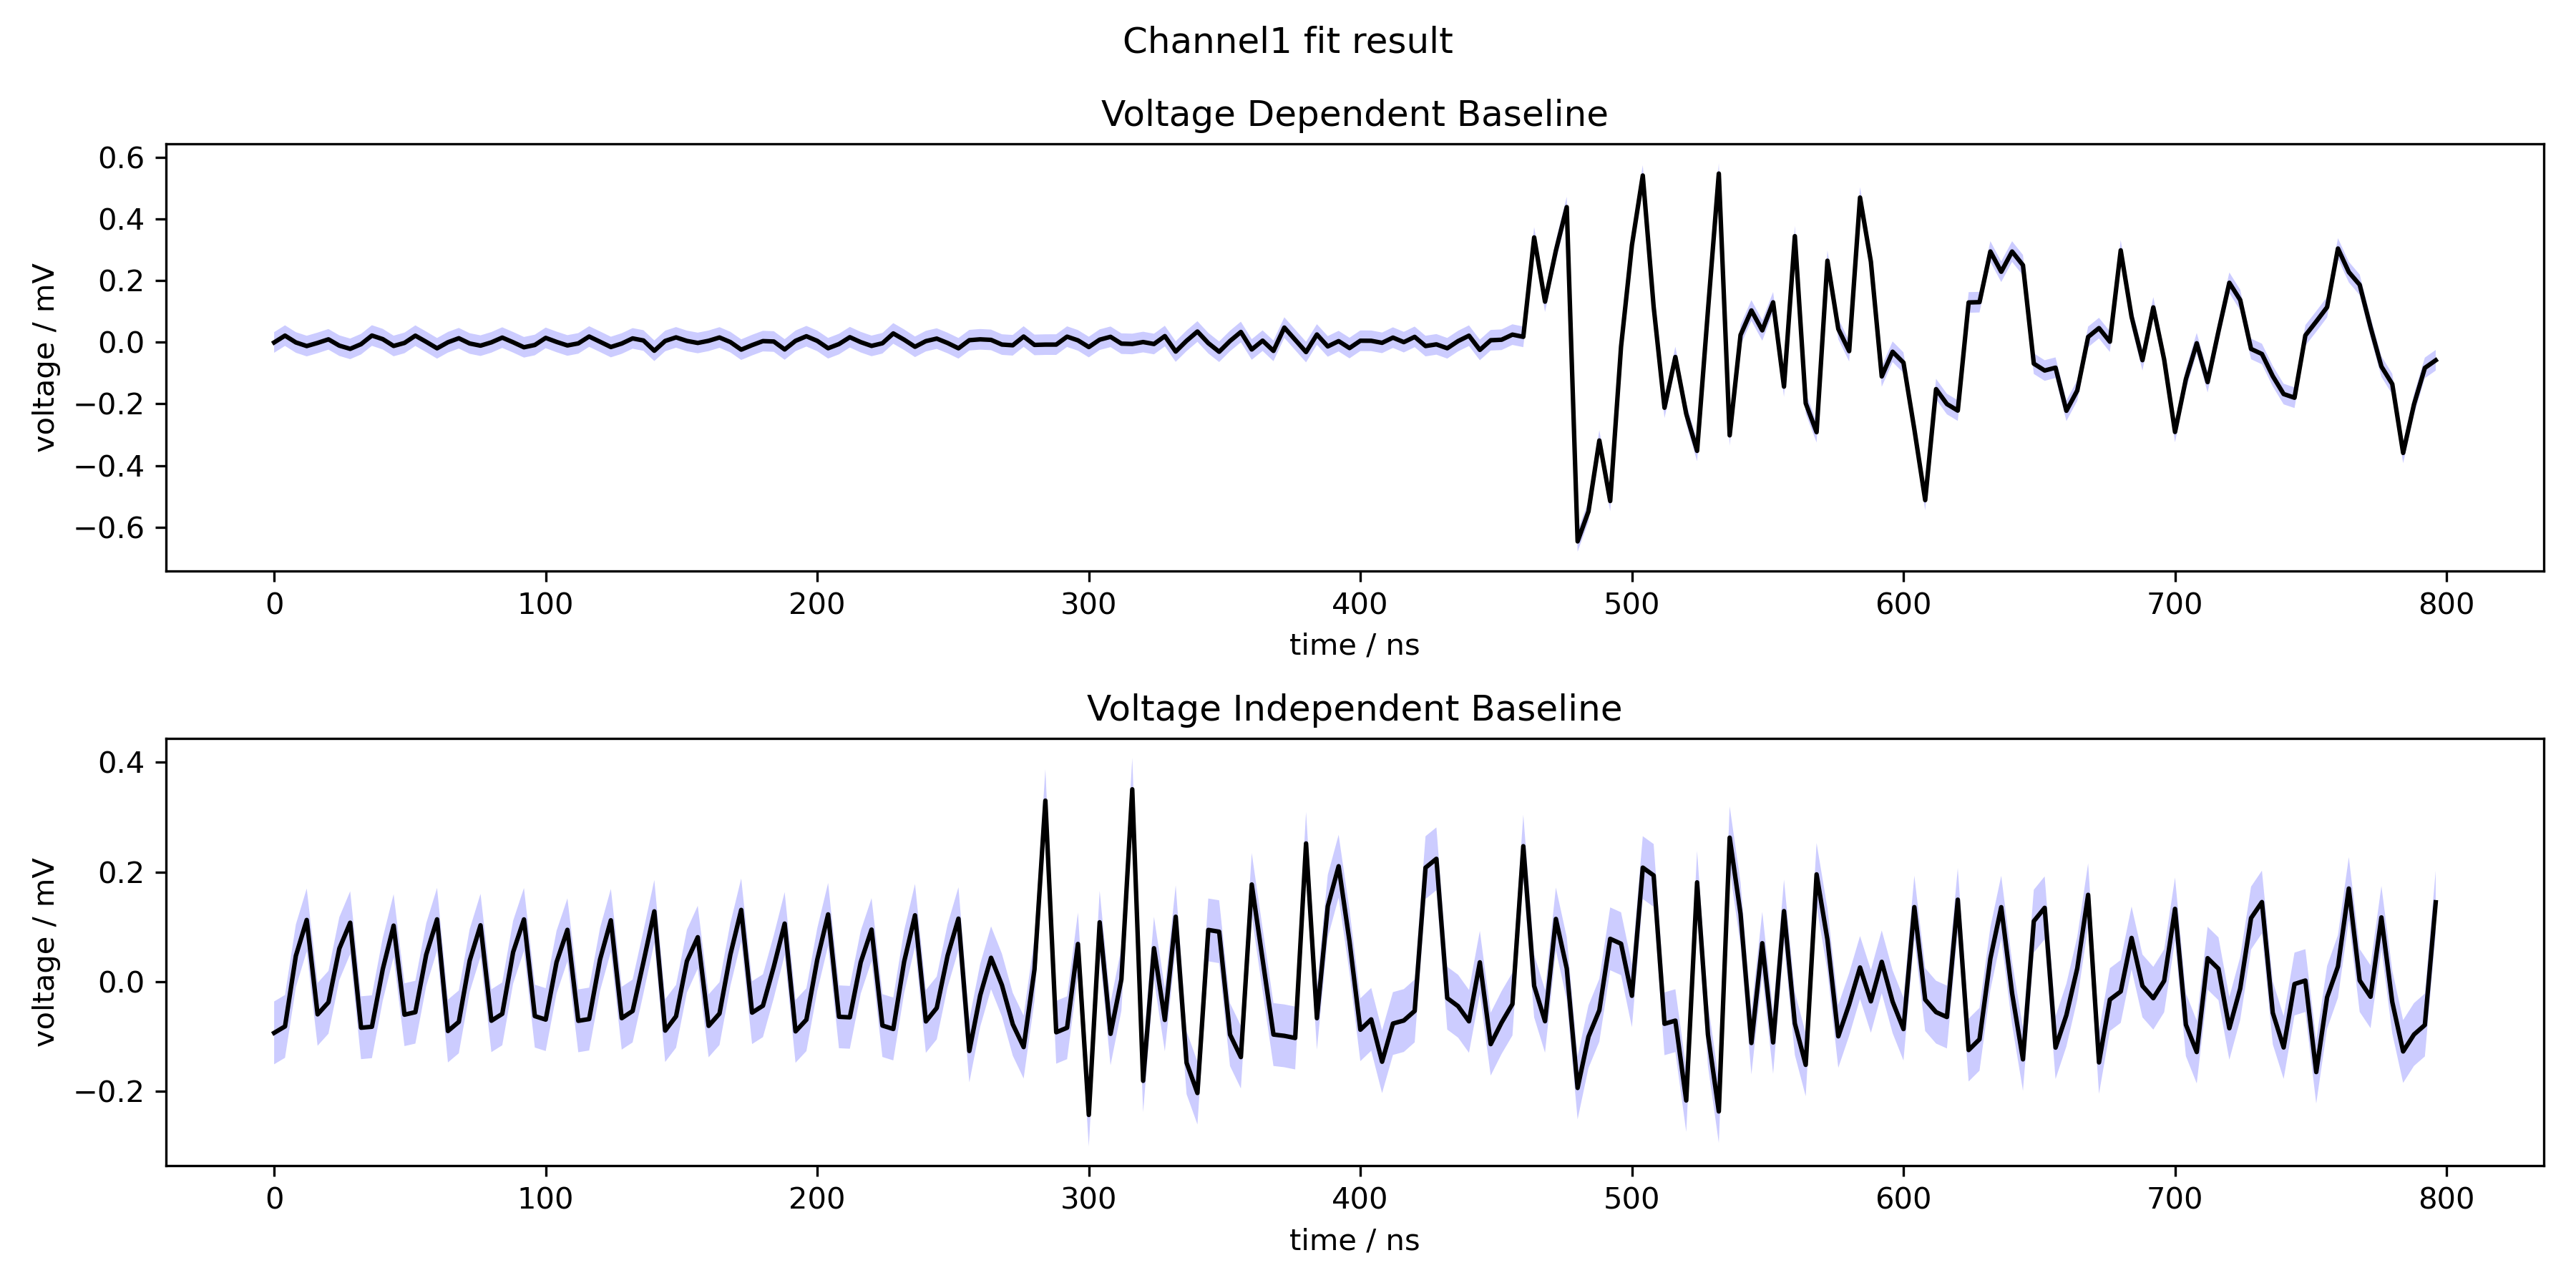 Channel1 fit result
Voltage Dependent Baseline
0.6
0.4
0.2
0.0
−0.2
−0.4
−0.6
voltage / mV
0 100 200 300 400 500 600 700 800
time / ns
Voltage Independent Baseline
0.4
0.2
0.0
−0.2
voltage / mV
0 100 200 300 400 500 600 700 800
time / ns